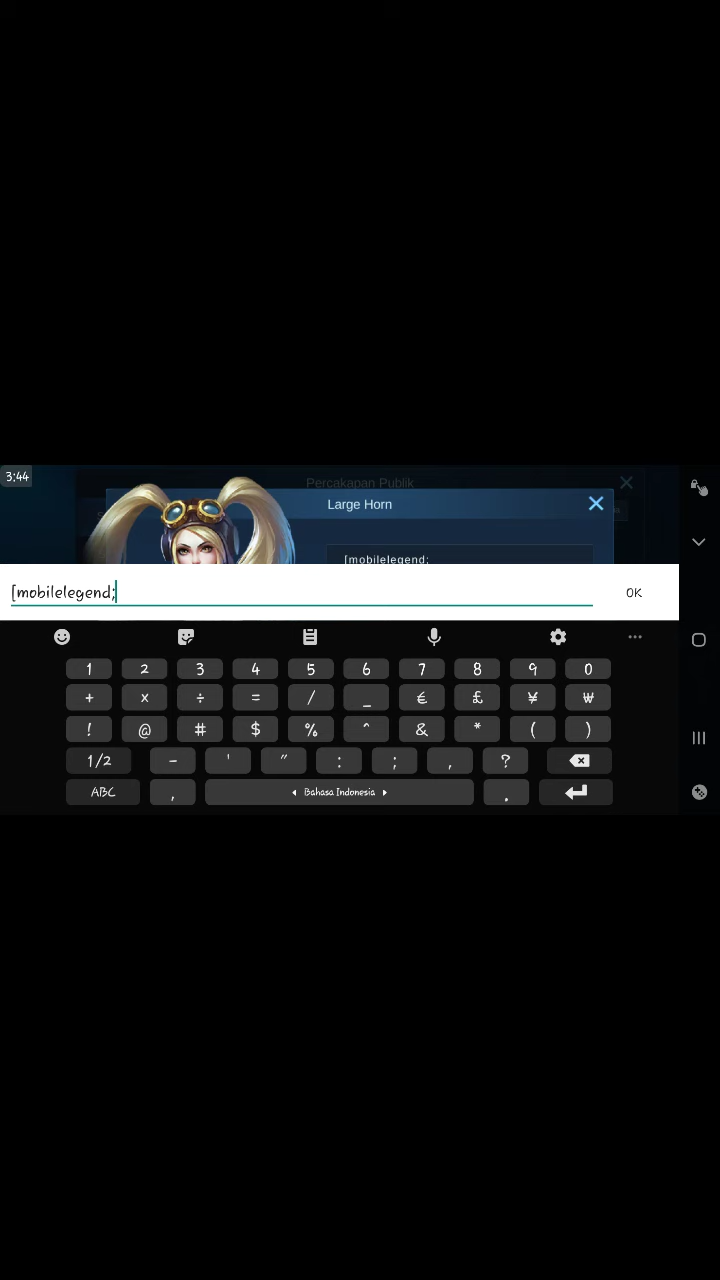 3:44
Percakapan Publik
Large Horn
[mobilelegend;
[mobilelegend;
OK
1 2 3 4 5 6 7 8 9 0
+ × ÷ = / _ € £ ¥ ₩
! @ # $ % ^ & * ( )
1/2 - ' " : ; , ?
ABC , Bahasa Indonesia .